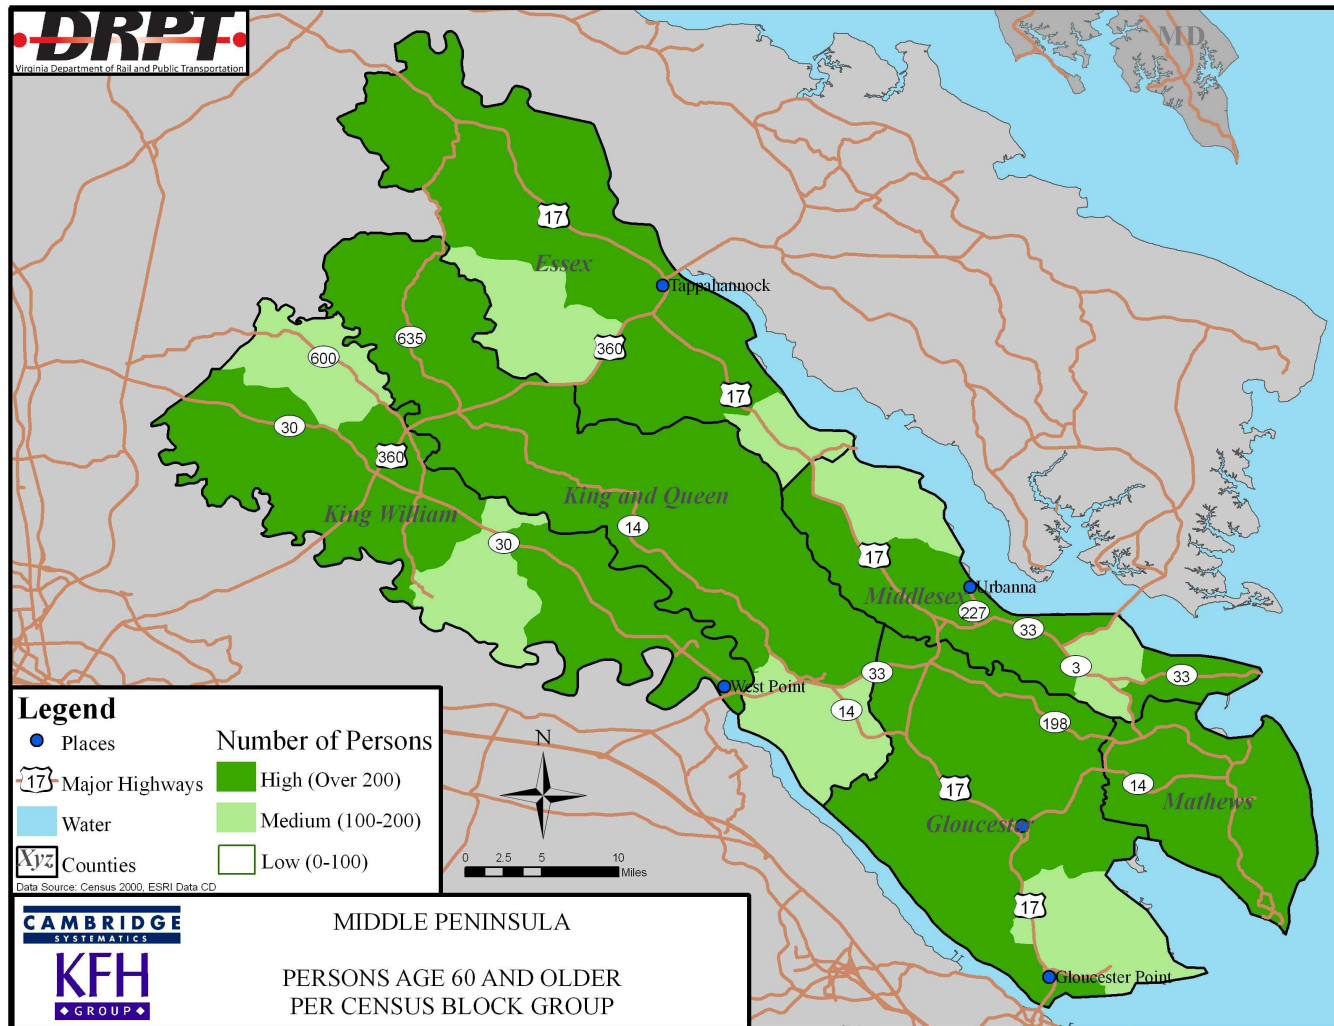 DRPT
Virginia Department of Rail and Public Transportation
MD
17
Essex
Tappahannock
635
360
600
17
30
360
King and Queen
King William
14
30
17
Middlesex
Urbanna
227
33
3
33
33
West Point
14
198
17
14
Mathews
Gloucester
17
Gloucester Point
Legend
Places
17 Major Highways
Water
Xyz Counties
Number of Persons
High (Over 200)
Medium (100-200)
Low (0-100)
Data Source: Census 2000, ESRI Data CD
N
0 2.5 5 10
Miles
CAMBRIDGE
SYSTEMATICS
KFH
GROUP
MIDDLE PENINSULA
PERSONS AGE 60 AND OLDER
PER CENSUS BLOCK GROUP